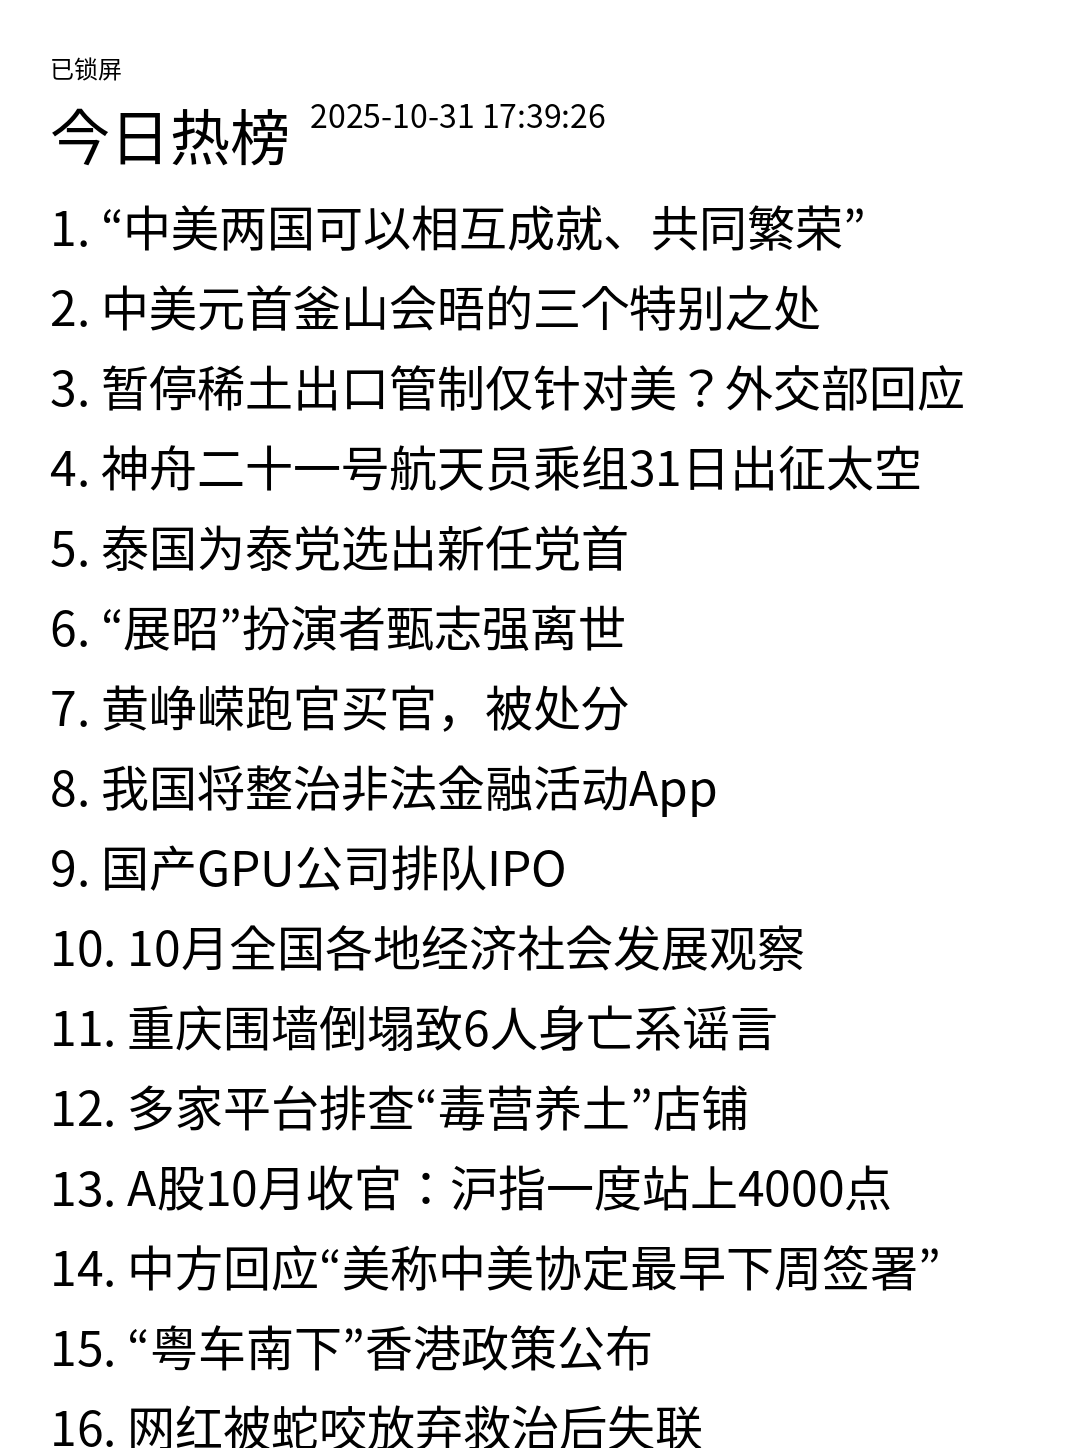 已锁屏
今日热榜 2025-10-31 17:39:26
1. “中美两国可以相互成就、共同繁荣”
2. 中美元首釜山会晤的三个特别之处
3. 暂停稀土出口管制仅针对美？外交部回应
4. 神舟二十一号航天员乘组31日出征太空
5. 泰国为泰党选出新任党首
6. “展昭”扮演者甄志强离世
7. 黄峥嵘跑官买官，被处分
8. 我国将整治非法金融活动App
9. 国产GPU公司排队IPO
10. 10月全国各地经济社会发展观察
11. 重庆围墙倒塌致6人身亡系谣言
12. 多家平台排查“毒营养土”店铺
13. A股10月收官：沪指一度站上4000点
14. 中方回应“美称中美协定最早下周签署”
15. “粤车南下”香港政策公布
16. 网红被蛇咬放弃救治后失联